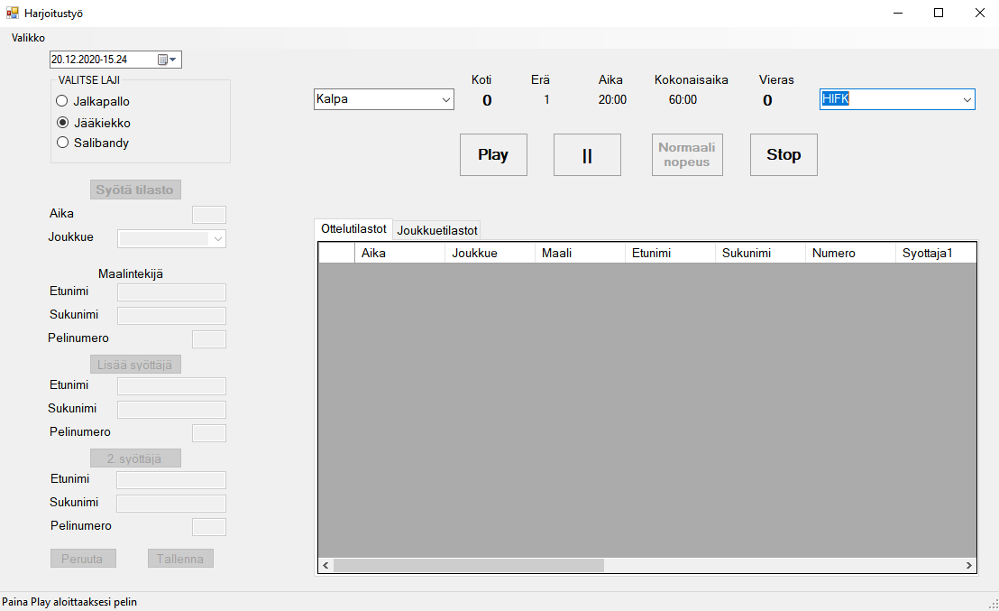 Harjoitustyö
Valikko
20.12.2020-15.24
VALITSE LAJI
Jalkapallo
Jääkiekko
Salibandy
Kalpa
Koti Erä Aika Kokonaisaika Vieras
0 1 20:00 60:00 0
HIFK
Play || Normaali nopeus Stop
Syötä tilasto
Aika
Joukkue
Maalintekijä
Etunimi
Sukunimi
Pelinumero
Lisää syöttäjä
Etunimi
Sukunimi
Pelinumero
2. syöttäjä
Etunimi
Sukunimi
Pelinumero
Peruuta Tallenna
Ottelutilastot Joukkuetilastot
Aika Joukkue Maali Etunimi Sukunimi Numero Syottaja1
Paina Play aloittaaksesi pelin